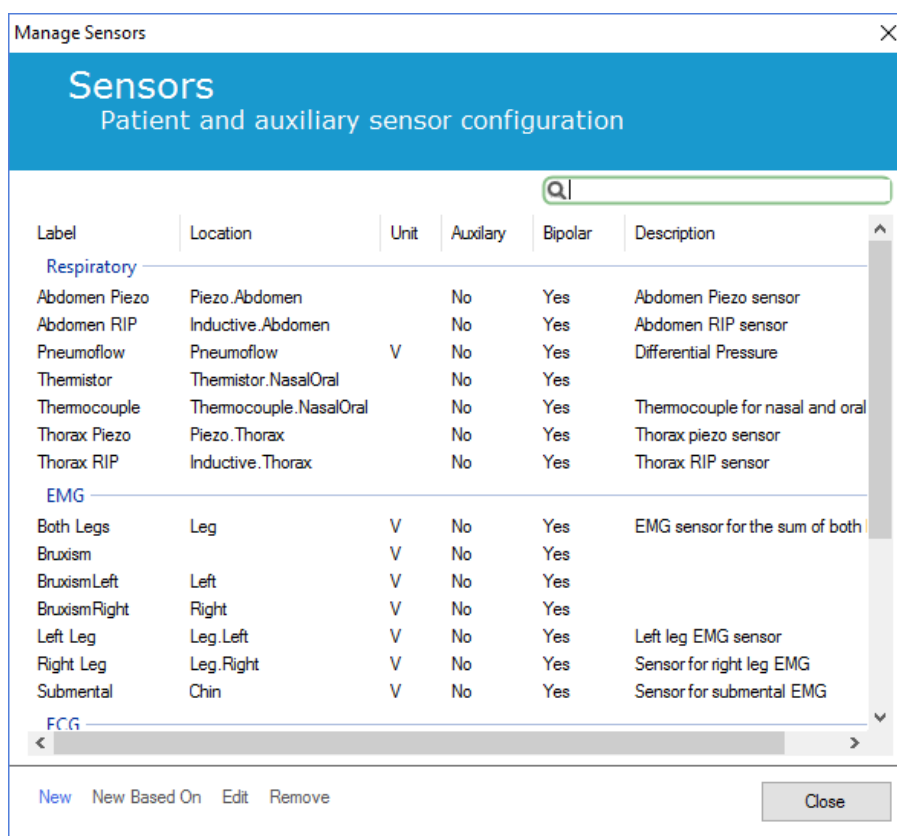 Manage Sensors
Sensors
Patient and auxiliary sensor configuration
Label Location Unit Auxilary Bipolar Description
Respiratory
Abdomen Piezo Piezo.Abdomen No Yes Abdomen Piezo sensor
Abdomen RIP Inductive.Abdomen No Yes Abdomen RIP sensor
Pneumoflow Pneumoflow V No Yes Differential Pressure
Thermistor Thermistor.NasalOral No Yes
Thermocouple Thermocouple.NasalOral No Yes Thermocouple for nasal and oral
Thorax Piezo Piezo.Thorax No Yes Thorax piezo sensor
Thorax RIP Inductive.Thorax No Yes Thorax RIP sensor
EMG
Both Legs Leg V No Yes EMG sensor for the sum of both
Bruxism V No Yes
BruxismLeft Left V No Yes
BruxismRight Right V No Yes
Left Leg Leg.Left V No Yes Left leg EMG sensor
Right Leg Leg.Right V No Yes Sensor for right leg EMG
Submental Chin V No Yes Sensor for submental EMG
ECG
New New Based On Edit Remove Close